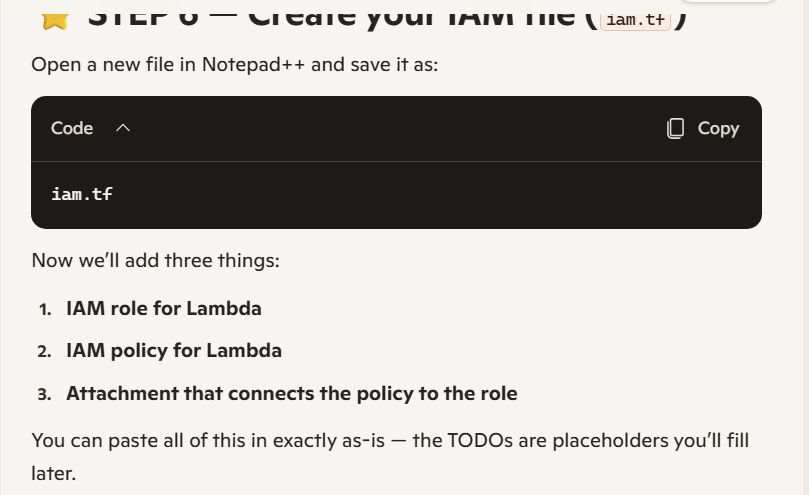 ⭐ STEP 6 — Create your IAM file (iam.tf)
Open a new file in Notepad++ and save it as:
Code Copy
iam.tf
Now we’ll add three things:
1. IAM role for Lambda
2. IAM policy for Lambda
3. Attachment that connects the policy to the role
You can paste all of this in exactly as-is — the TODOs are placeholders you’ll fill
later.